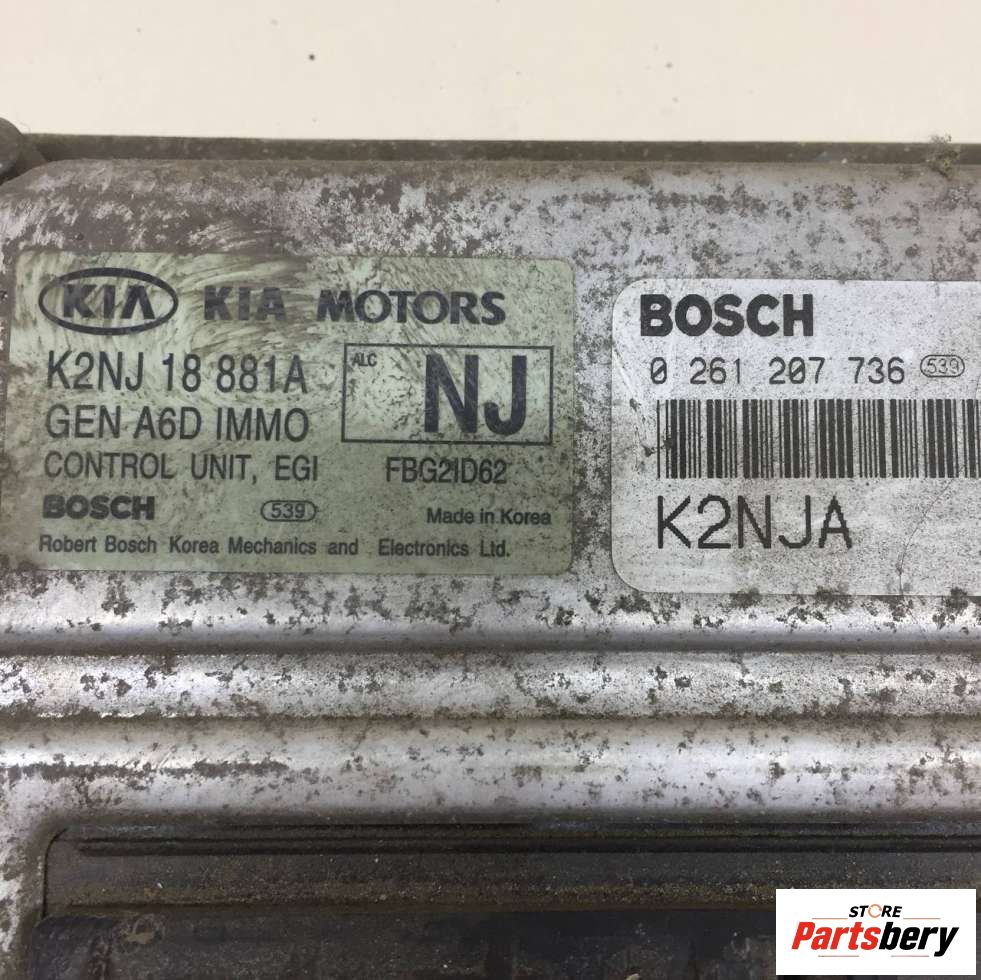 KIA KIA MOTORS
K2NJ 18 881A
GEN A6D IMMO
CONTROL UNIT, EGI
ALC
NJ
FBG2ID62
BOSCH 539 Made in Korea
Robert Bosch Korea Mechanics and Electronics Ltd.
BOSCH
0 261 207 736 539
K2NJA
STORE
Partsbery